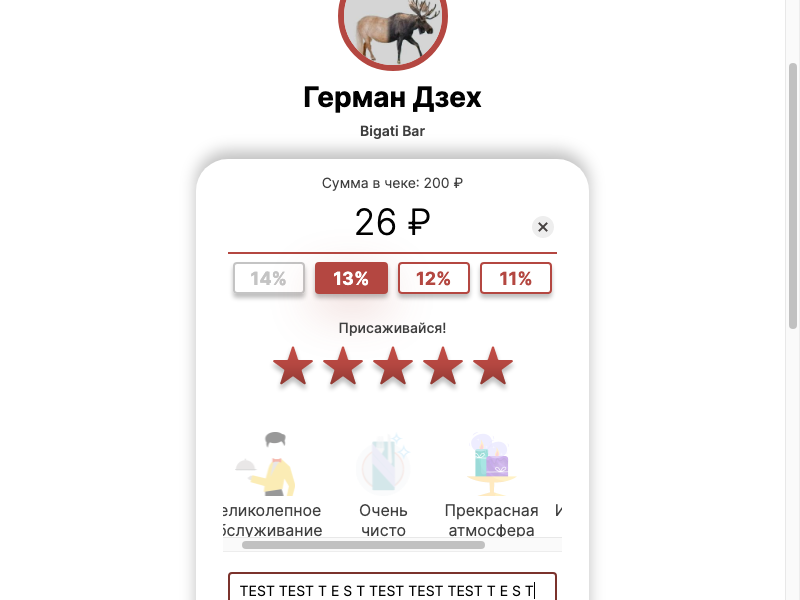 Герман Дзех
Bigati Bar
Сумма в чеке: 200 ₽
26 ₽
14% 13% 12% 11%
Присаживайся!
еликолепное Очень Прекрасная И
бслуживание чисто атмосфера
TEST TEST T E S T TEST TEST TEST T E S T